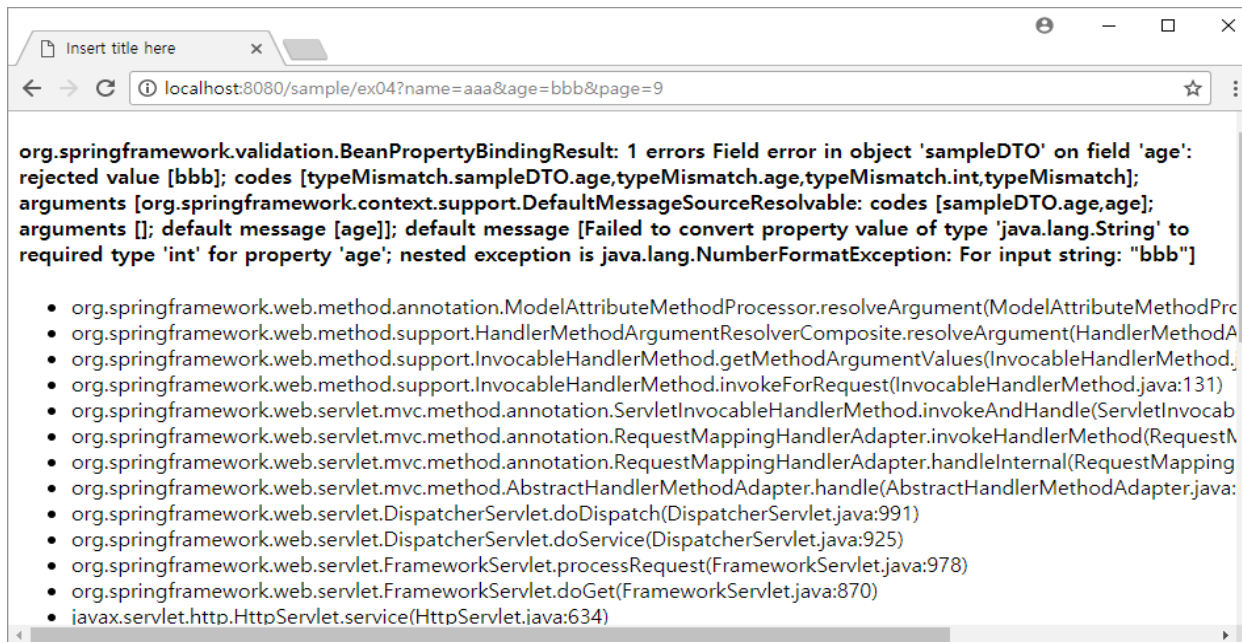 Insert title here
localhost:8080/sample/ex04?name=aaa&age=bbb&page=9
org.springframework.validation.BeanPropertyBindingResult: 1 errors Field error in object 'sampleDTO' on field 'age':
rejected value [bbb]; codes [typeMismatch.sampleDTO.age,typeMismatch.age,typeMismatch.int,typeMismatch];
arguments [org.springframework.context.support.DefaultMessageSourceResolvable: codes [sampleDTO.age,age];
arguments []; default message [age]]; default message [Failed to convert property value of type 'java.lang.String' to
required type 'int' for property 'age'; nested exception is java.lang.NumberFormatException: For input string: "bbb"]
• org.springframework.web.method.annotation.ModelAttributeMethodProcessor.resolveArgument(ModelAttributeMethodPrc
• org.springframework.web.method.support.HandlerMethodArgumentResolverComposite.resolveArgument(HandlerMethodA
• org.springframework.web.method.support.InvocableHandlerMethod.getMethodArgumentValues(InvocableHandlerMethod.j
• org.springframework.web.method.support.InvocableHandlerMethod.invokeForRequest(InvocableHandlerMethod.java:131)
• org.springframework.web.servlet.mvc.method.annotation.ServletInvocableHandlerMethod.invokeAndHandle(ServletInvocab
• org.springframework.web.servlet.mvc.method.annotation.RequestMappingHandlerAdapter.invokeHandlerMethod(RequestM
• org.springframework.web.servlet.mvc.method.annotation.RequestMappingHandlerAdapter.handleInternal(RequestMapping
• org.springframework.web.servlet.mvc.method.AbstractHandlerMethodAdapter.handle(AbstractHandlerMethodAdapter.java:
• org.springframework.web.servlet.DispatcherServlet.doDispatch(DispatcherServlet.java:991)
• org.springframework.web.servlet.DispatcherServlet.doService(DispatcherServlet.java:925)
• org.springframework.web.servlet.FrameworkServlet.processRequest(FrameworkServlet.java:978)
• org.springframework.web.servlet.FrameworkServlet.doGet(FrameworkServlet.java:870)
• javax.servlet.http.HttpServlet.service(HttpServlet.java:634)